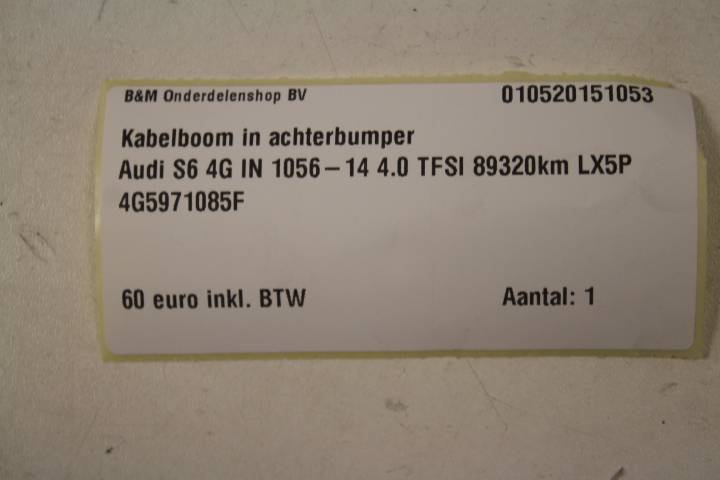 B&M Onderdelenshop BV 010520151053
Kabelboom in achterbumper
Audi S6 4G IN 1056-14 4.0 TFSI 89320km LX5P
4G5971085F
60 euro inkl. BTW Aantal: 1